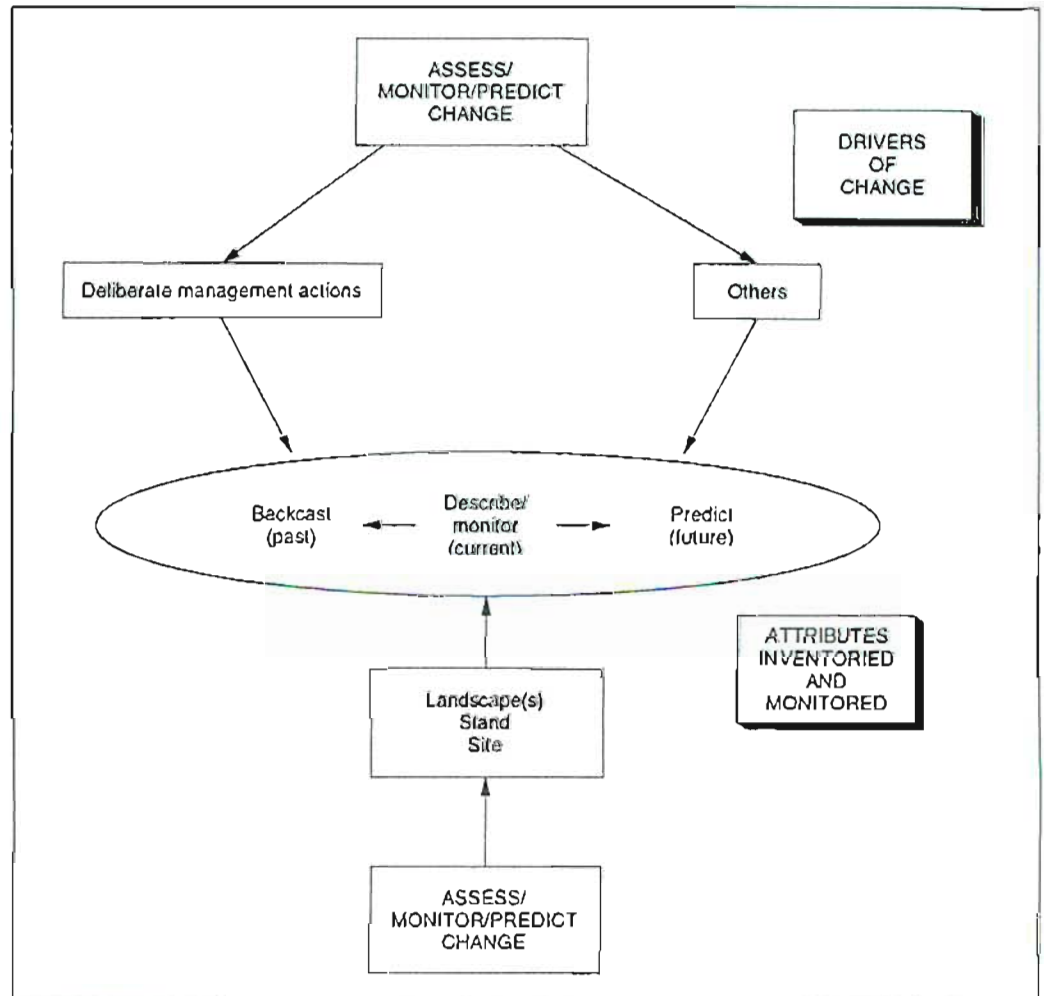 ASSESS/
MONITOR/PREDICT
CHANGE
DRIVERS
OF
CHANGE
Deliberate management actions
Others
Backcast
(past)
Describe/
monitor
(current)
Predict
(future)
ATTRIBUTES
INVENTORIED
AND
MONITORED
Landscape(s)
Stand
Site
ASSESS/
MONITOR/PREDICT
CHANGE